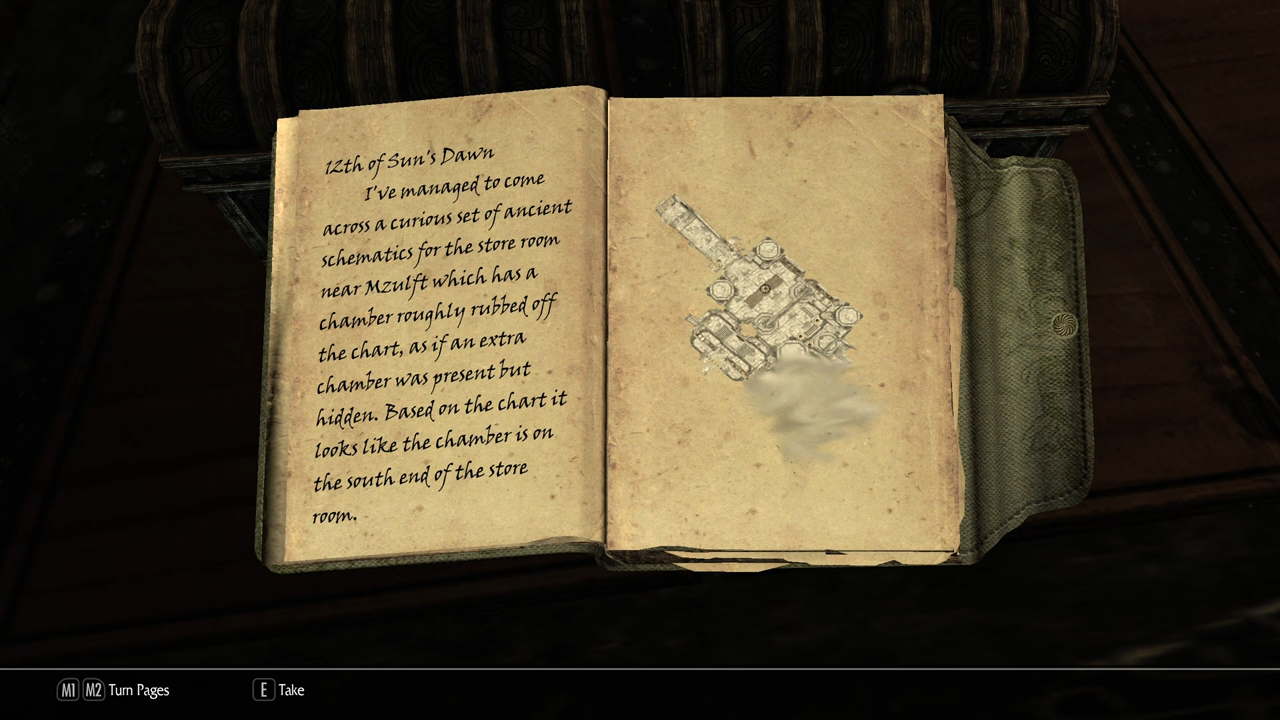 12th of Sun's Dawn
I've managed to come
across a curious set of ancient
schematics for the store room
near Mzulft which has a
chamber roughly rubbed off
the chart, as if an extra
chamber was present but
hidden. Based on the chart it
looks like the chamber is on
the south end of the store
room.
M1 M2 Turn Pages
E Take